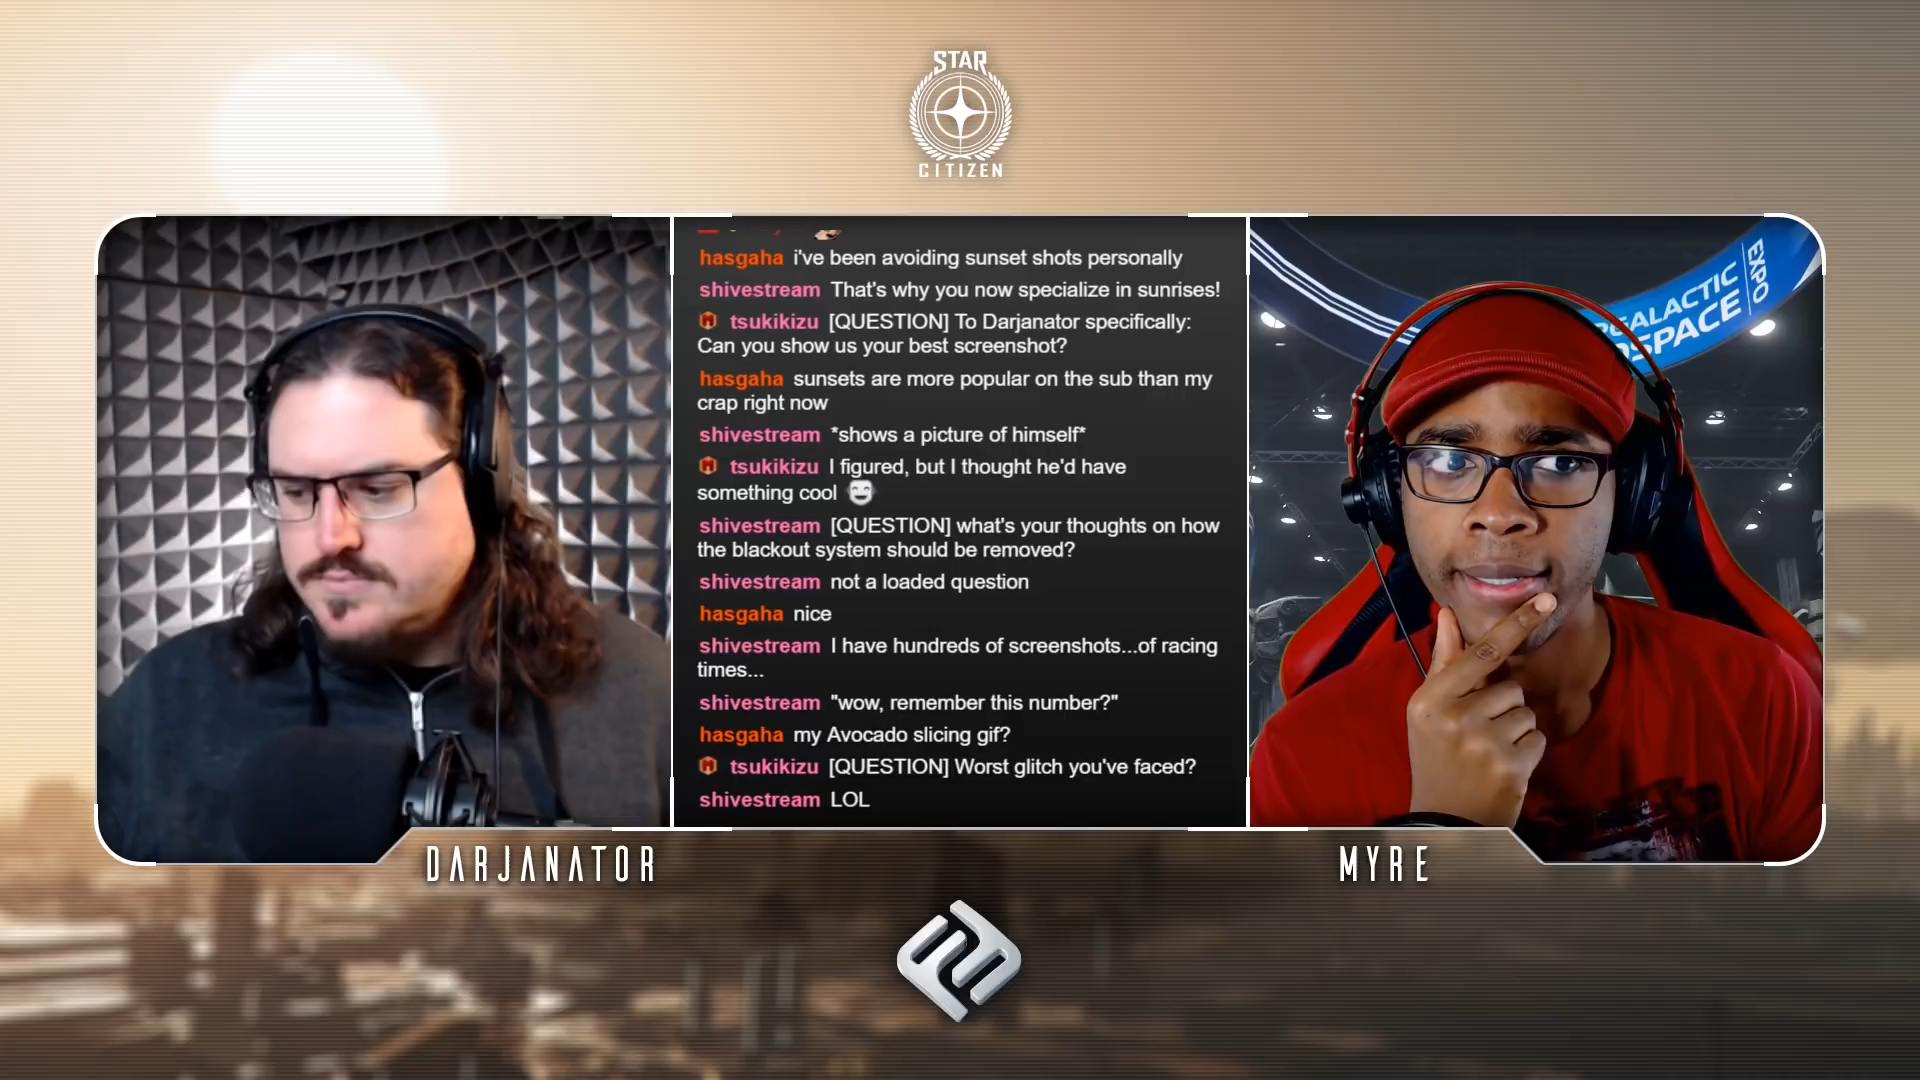 STAR
CITIZEN
hasgaha i've been avoiding sunset shots personally
shivestream That's why you now specialize in sunrises!
tsukikizu [QUESTION] To Darjanator specifically:
Can you show us your best screenshot?
hasgaha sunsets are more popular on the sub than my
crap right now
shivestream *shows a picture of himself*
tsukikizu I figured, but I thought he'd have
something cool
shivestream [QUESTION] what's your thoughts on how
the blackout system should be removed?
shivestream not a loaded question
hasgaha nice
shivestream I have hundreds of screenshots...of racing
times...
shivestream "wow, remember this number?"
hasgaha my Avocado slicing gif?
tsukikizu [QUESTION] Worst glitch you've faced?
shivestream LOL
GALACTIC
SPACE
EXPO
DARJANATOR
MYRE